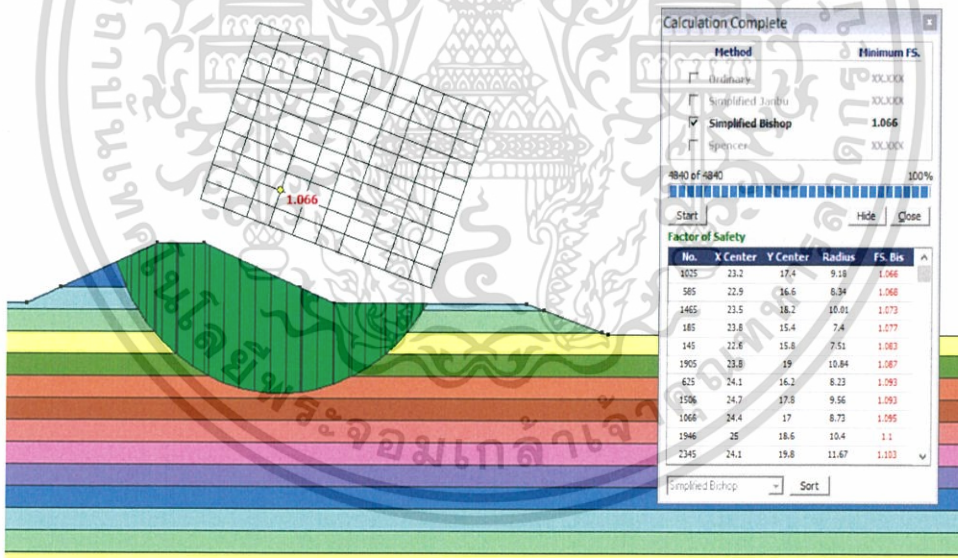 Calculation Complete
Method Minimum FS.
Ordinary XX.XXX
Simplified Janbu XX.XXX
Simplified Bishop 1.066
Spencer XX.XXX
4840 of 4840 100%
Start Hide Close
Factor of Safety
No. X Center Y Center Radius FS. Bis
1025 23.2 17.4 9.18 1.066
585 22.9 16.6 8.34 1.068
1465 23.5 18.2 10.01 1.073
185 23.8 15.4 7.4 1.077
145 22.6 15.8 7.51 1.083
1905 23.8 19 10.84 1.087
625 24.1 16.2 8.23 1.093
1506 24.7 17.8 9.56 1.093
1066 24.4 17 8.73 1.095
1946 25 18.6 10.4 1.1
2345 24.1 19.8 11.67 1.103
Simplified Bishop Sort
1.066